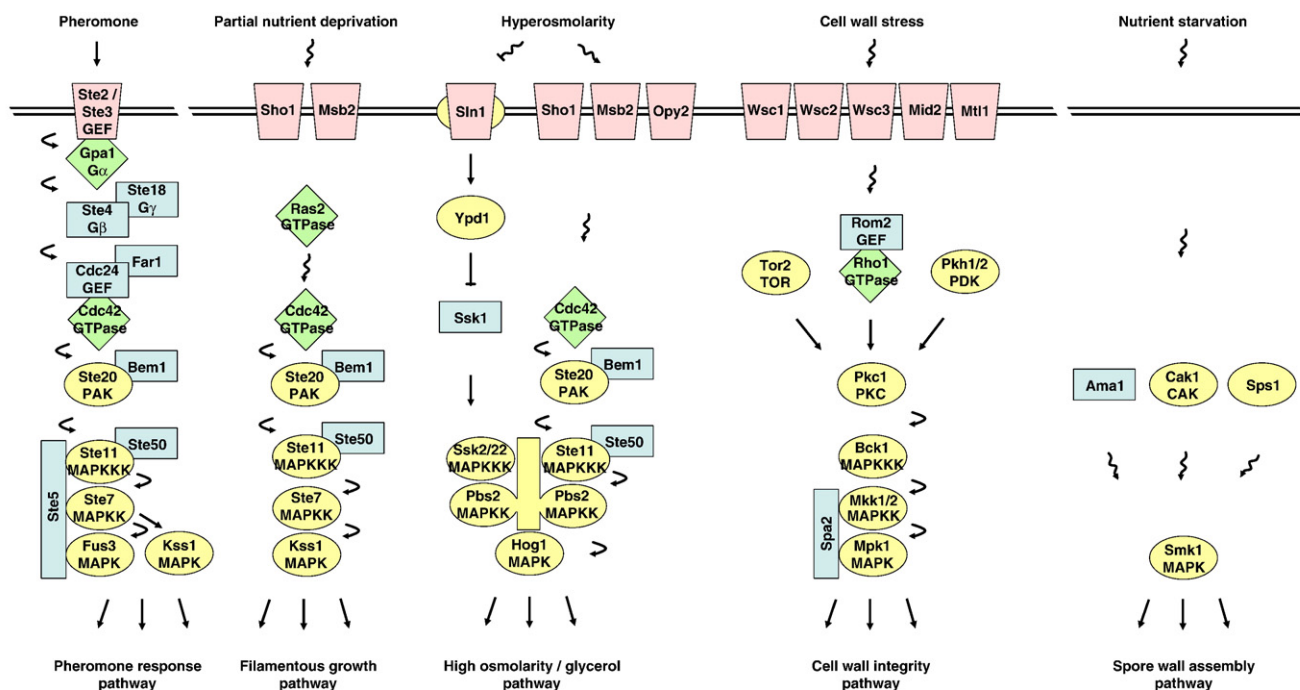 Pheromone
Partial nutrient deprivation
Hyperosmolarity
Cell wall stress
Nutrient starvation
Ste2 /
Ste3
GEF
Gpa1
Gα
Ste18
Gγ
Ste4
Gβ
Far1
Cdc24
GEF
Cdc42
GTPase
Bem1
Ste20
PAK
Ste50
Ste11
MAPKKK
Ste7
MAPKK
Fus3
MAPK
Kss1
MAPK
Ste5
Pheromone response
pathway
Sho1
Msb2
Ras2
GTPase
Cdc42
GTPase
Bem1
Ste20
PAK
Ste50
Ste11
MAPKKK
Ste7
MAPKK
Kss1
MAPK
Filamentous growth
pathway
Sln1
Sho1
Msb2
Opy2
Ypd1
Ssk1
Cdc42
GTPase
Bem1
Ste20
PAK
Ste50
Ssk2/22
MAPKKK
Ste11
MAPKKK
Pbs2
MAPKK
Pbs2
MAPKK
Hog1
MAPK
High osmolarity / glycerol
pathway
Wsc1
Wsc2
Wsc3
Mid2
Mtl1
Rom2
GEF
Rho1
GTPase
Tor2
TOR
Pkh1/2
PDK
Pkc1
PKC
Bck1
MAPKKK
Mkk1/2
MAPKK
Mpk1
MAPK
Spa2
Cell wall integrity
pathway
Ama1
Cak1
CAK
Sps1
Smk1
MAPK
Spore wall assembly
pathway